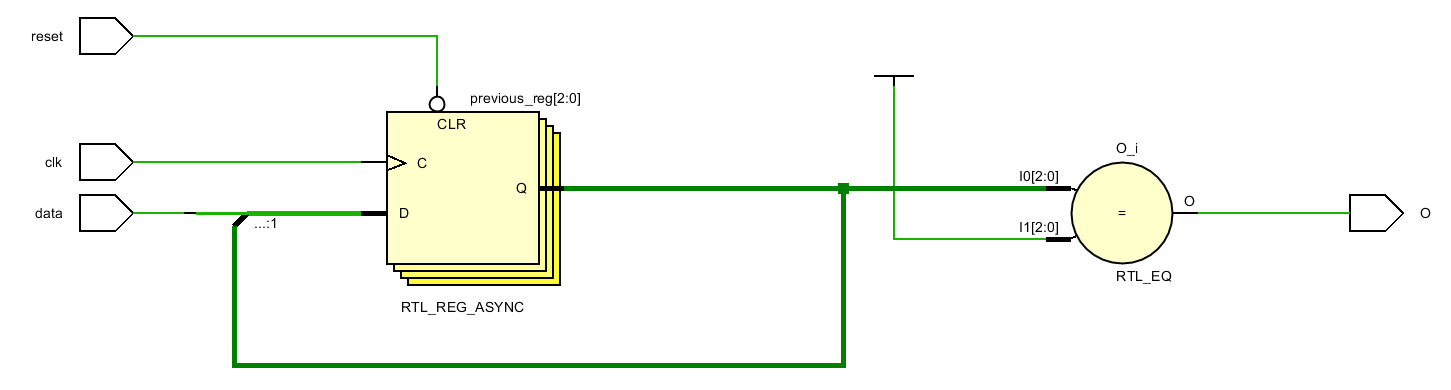 reset
previous_reg[2:0]
CLR
O_i
clk
C
I0[2:0]
Q
O
data
D
...:1
=
O
I1[2:0]
RTL_EQ
RTL_REG_ASYNC